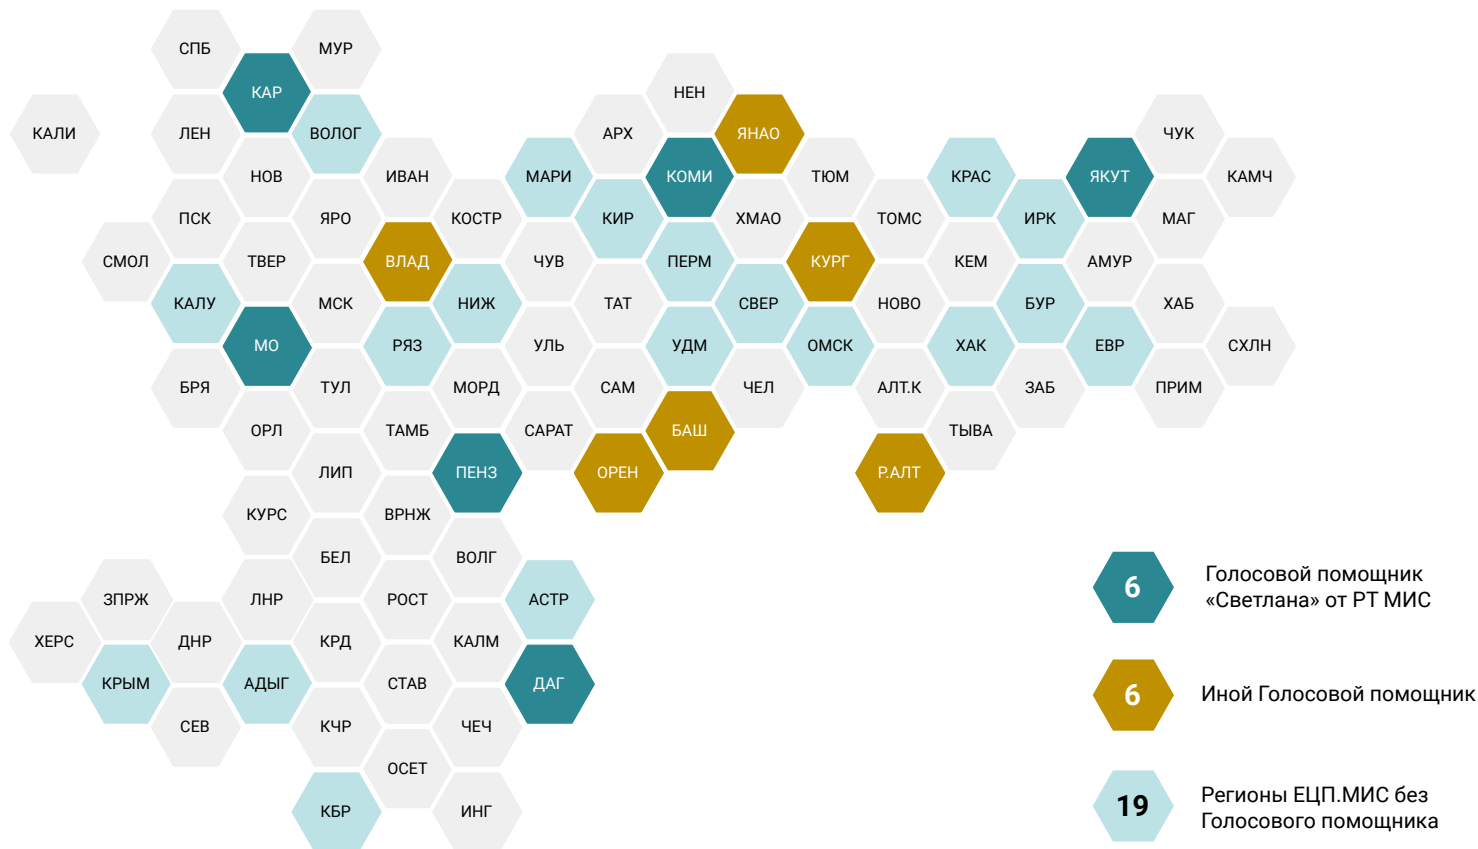 СПБ
МУР
КАР
НЕН
КАЛИ
ЛЕН
ВОЛОГ
АРХ
ЯНАО
ЧУК
НОВ
ИВАН
МАРИ
КОМИ
ТЮМ
КРАС
ЯКУТ
КАМЧ
ПСК
ЯРО
КОСТР
КИР
ХМАО
ТОМС
ИРК
МАГ
СМОЛ
ТВЕР
ВЛАД
ЧУВ
ПЕРМ
КУРГ
КЕМ
АМУР
КАЛУ
МСК
НИЖ
ТАТ
СВЕР
НОВО
БУР
ХАБ
МО
РЯЗ
УЛЬ
УДМ
ОМСК
ХАК
ЕВР
СХЛН
БРЯ
ТУЛ
МОРД
САМ
ЧЕЛ
АЛТ.К
ЗАБ
ПРИМ
ОРЛ
ТАМБ
САРАТ
БАШ
ТЫВА
ЛИП
ПЕНЗ
ОРЕН
Р.АЛТ
КУРС
ВРНЖ
БЕЛ
ВОЛГ
ЗПРЖ
ЛНР
РОСТ
АСТР
ХЕРС
ДНР
КРД
КАЛМ
КРЫМ
АДЫГ
СТАВ
ДАГ
СЕВ
КЧР
ЧЕЧ
ОСЕТ
КБР
ИНГ
6
Голосовой помощник
«Светлана» от РТ МИС
6
Иной Голосовой помощник
19
Регионы ЕЦП.МИС без
Голосового помощника